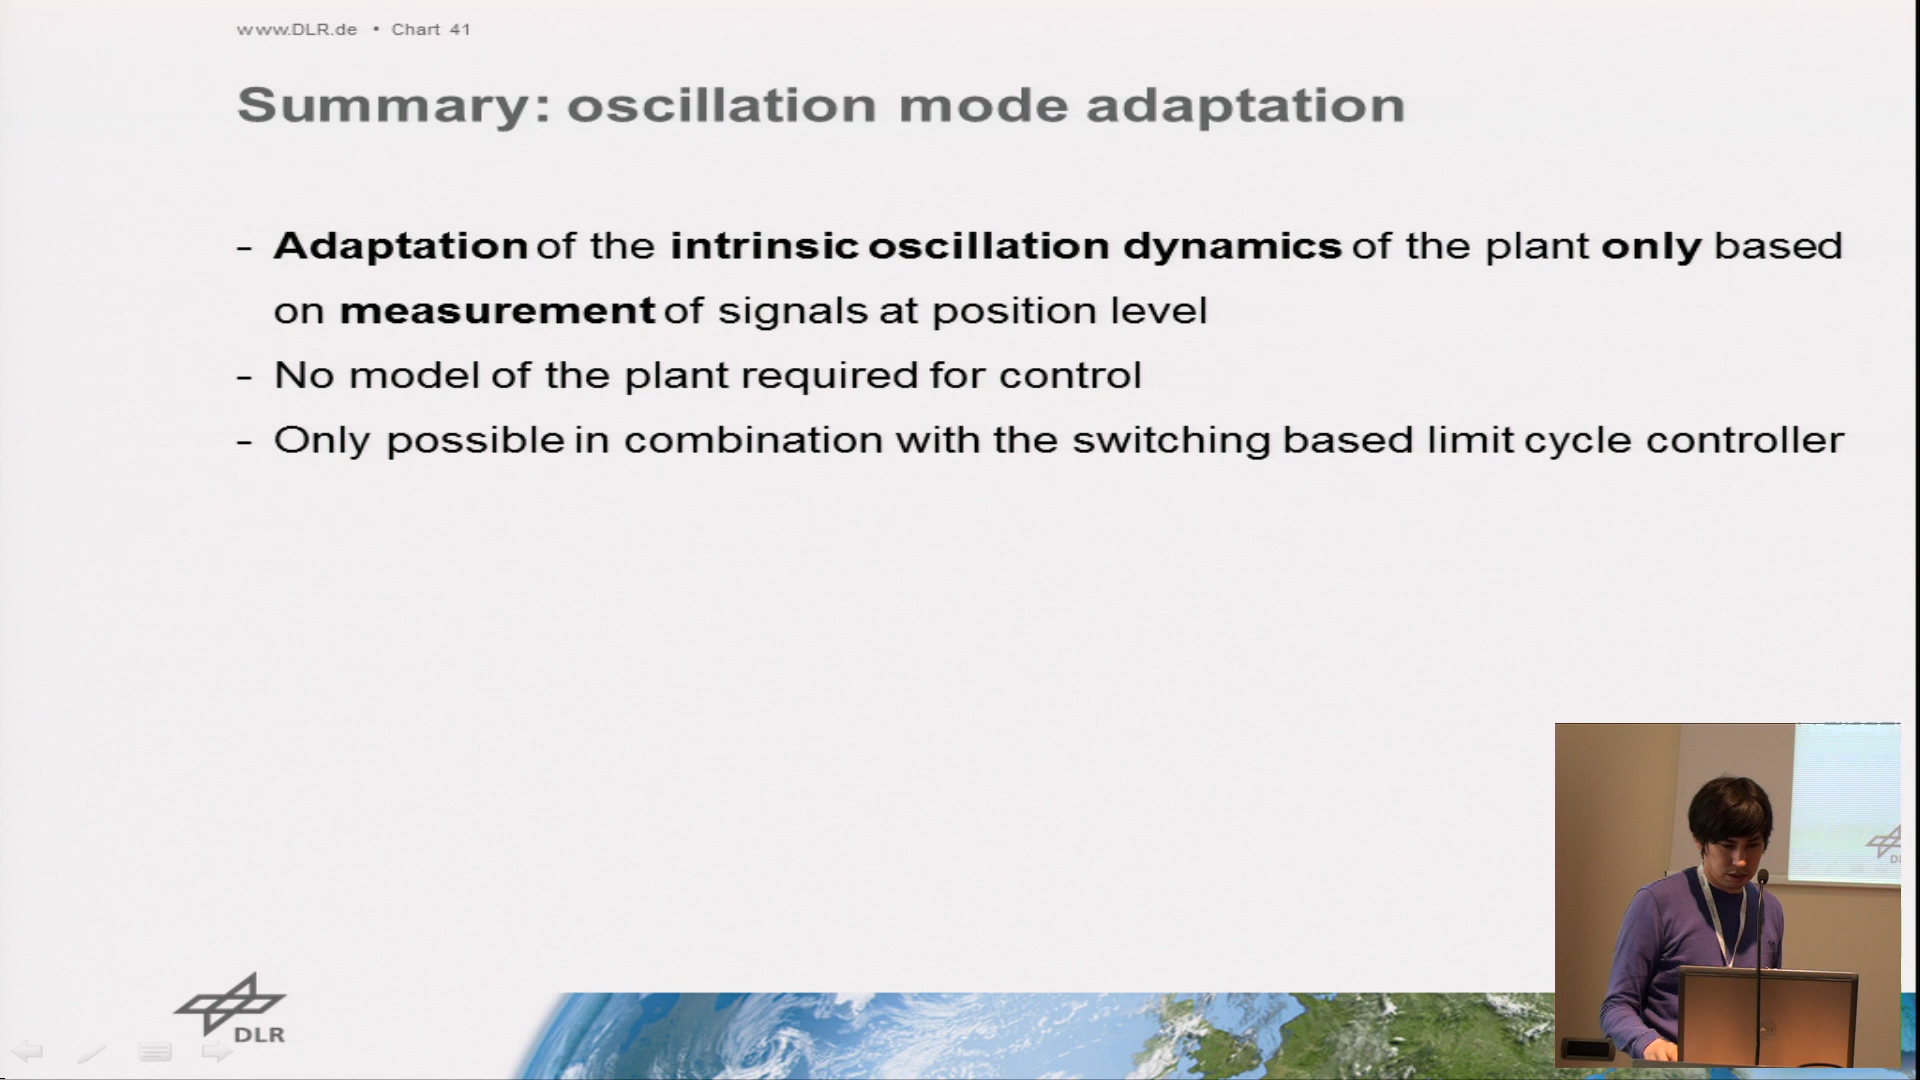 www.DLR.de • Chart 41
Summary: oscillation mode adaptation
- Adaptation of the intrinsic oscillation dynamics of the plant only based
on measurement of signals at position level
- No model of the plant required for control
- Only possible in combination with the switching based limit cycle controller
DLR